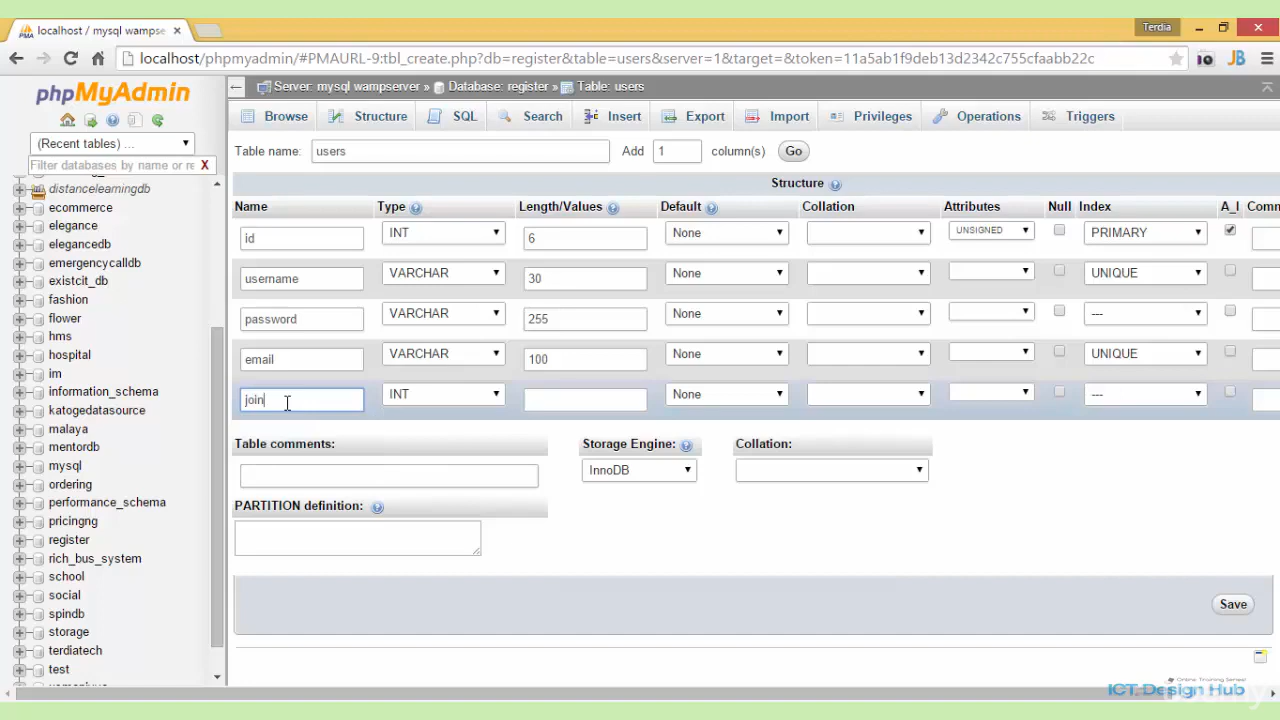 localhost / mysql wampse
Terdia
localhost/phpmyadmin/#PMAURL-9:tbl_create.php?db=register&table=users&server=1&target=&token=11a5ab1f9deb13d2342c755cfaabb22c
JB
phpMyAdmin
(Recent tables) ...
Filter databases by name or re
X
distancelearningdb
ecommerce
elegance
elegancedb
emergencycalldb
existcit_db
fashion
flower
hms
hospital
im
information_schema
katogedatasource
malaya
mentordb
mysql
ordering
performance_schema
pricingng
register
rich_bus_system
school
social
spindb
storage
terdiatech
test
Server: mysql wampserver » Database: register » Table: users
Browse Structure SQL Search Insert Export Import Privileges Operations Triggers
Table name: users Add 1 column(s) Go
Structure
Name Type Length/Values Default Collation Attributes Null Index A_I Comm
id INT 6 None UNSIGNED PRIMARY
username VARCHAR 30 None UNIQUE
password VARCHAR 255 None ---
email VARCHAR 100 None UNIQUE
join INT None ---
Table comments: Storage Engine: Collation:
InnoDB
PARTITION definition:
Save
Online Training Series!
ICT Design Hub